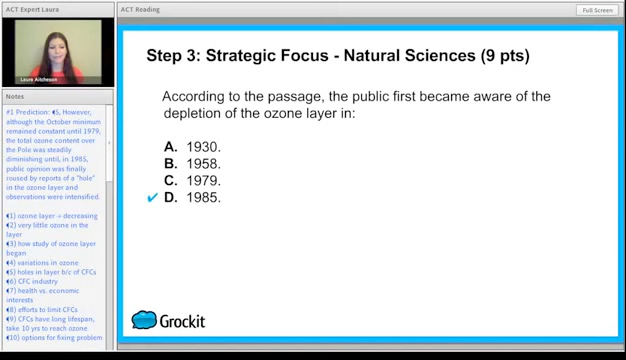 ACT Expert Laura
ACT Reading
Full Screen
Laura Aitcheson
Notes
#1 Prediction: ¶5, However,
although the October minimum
remained constant until 1979,
the total ozone content over
the Pole was steadily
diminishing until, in 1985,
public opinion was finally
roused by reports of a "hole"
in the ozone layer and
observations were intensified.
¶1) ozone layer → decreasing
¶2) very little ozone in the
layer
¶3) how study of ozone layer
began
¶4) variations in ozone
¶5) holes in layer b/c of CFCs
¶6) CFC industry
¶7) health vs. economic
interests
¶8) efforts to limit CFCs
¶9) CFCs have long lifespan,
take 10 yrs to reach ozone
¶10) options for fixing problem
Step 3: Strategic Focus - Natural Sciences (9 pts)
According to the passage, the public first became aware of the
depletion of the ozone layer in:
A. 1930.
B. 1958.
C. 1979.
✓ D. 1985.
Grockit